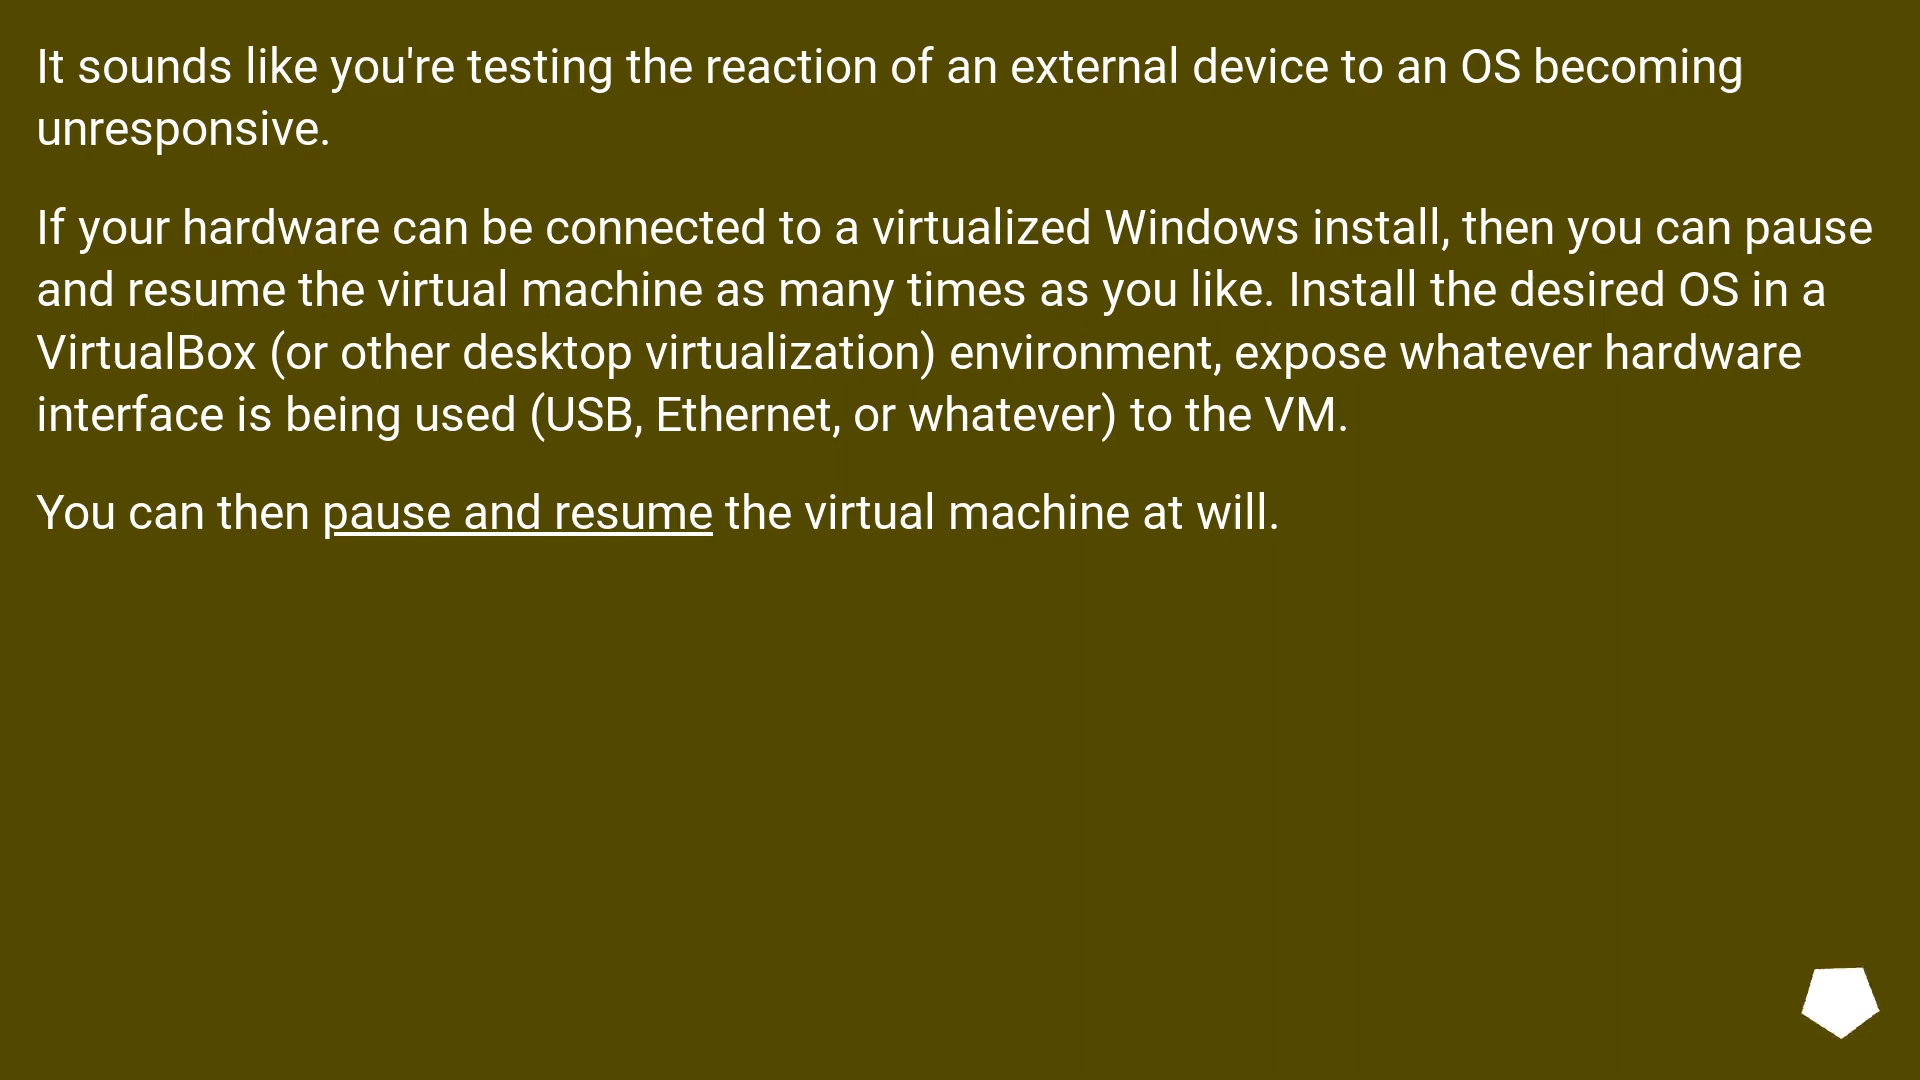 It sounds like you're testing the reaction of an external device to an OS becoming
unresponsive.
If your hardware can be connected to a virtualized Windows install, then you can pause
and resume the virtual machine as many times as you like. Install the desired OS in a
VirtualBox (or other desktop virtualization) environment, expose whatever hardware
interface is being used (USB, Ethernet, or whatever) to the VM.
You can then pause and resume the virtual machine at will.